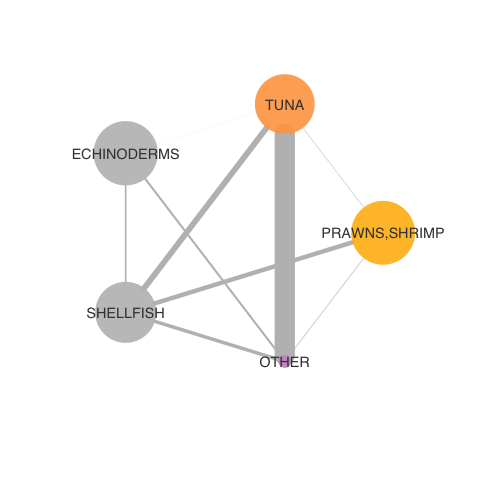 TUNA
ECHINODERMS
PRAWNS,SHRIMP
SHELLFISH
OTHER